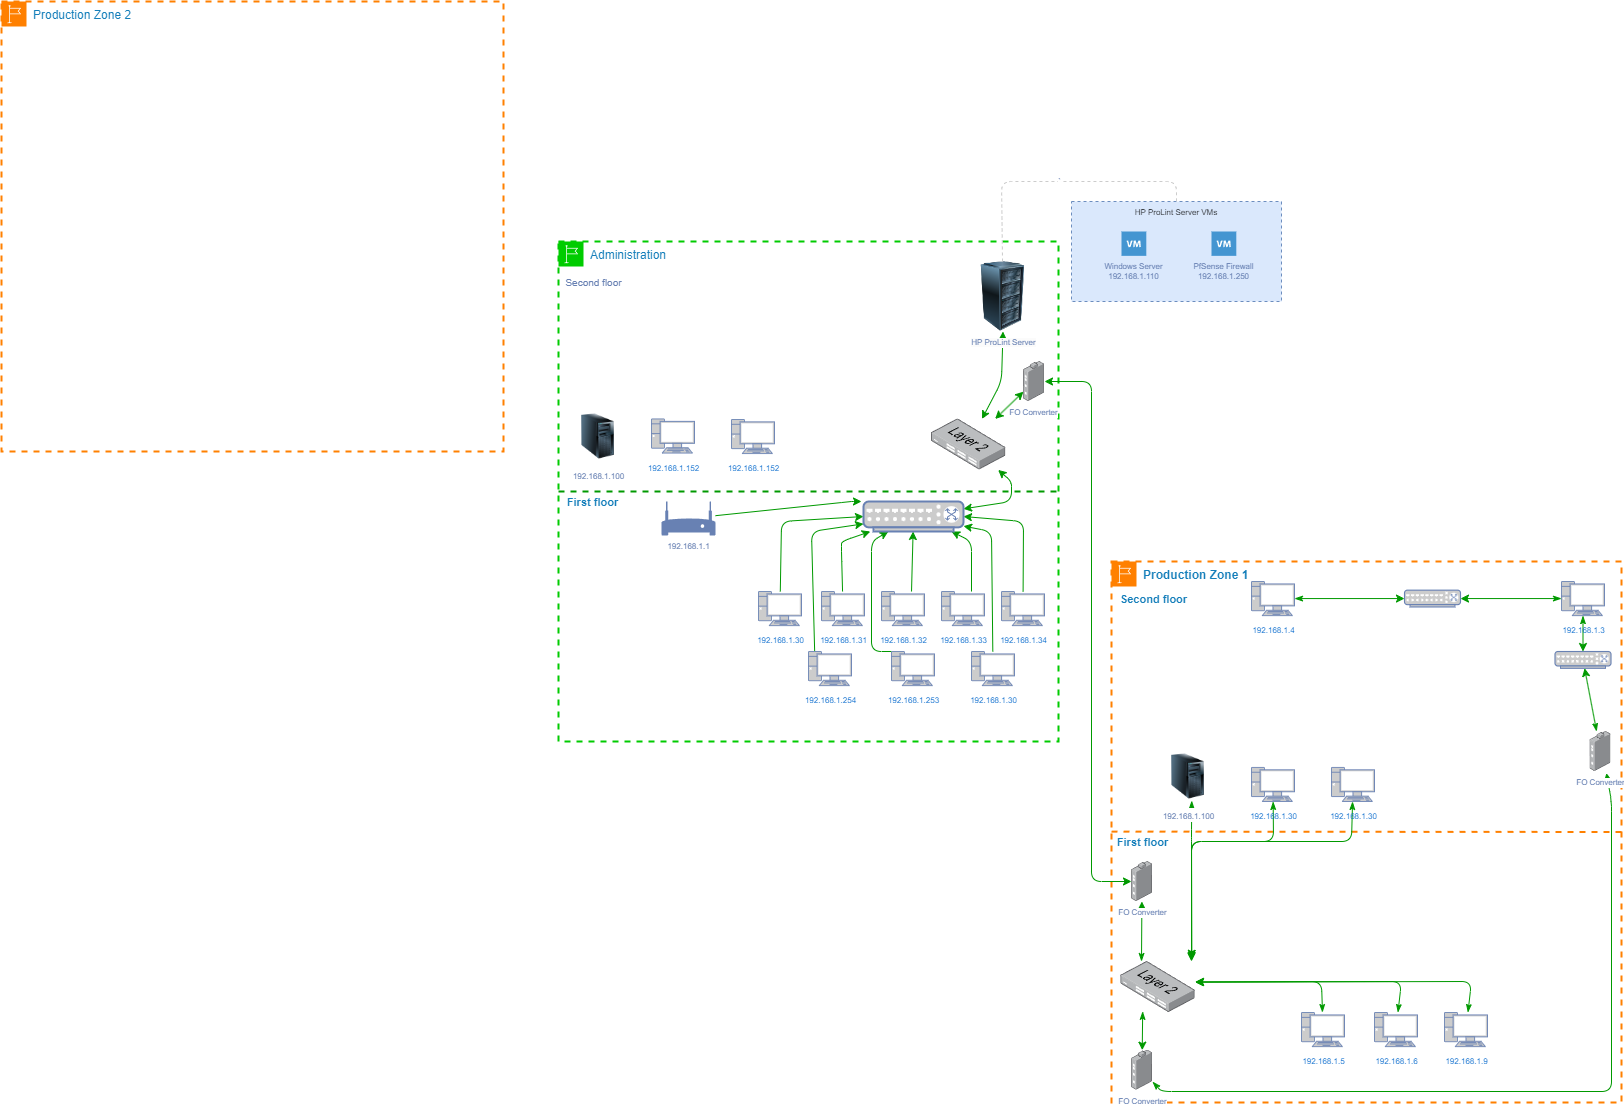 Production Zone 2
HP ProLint Server VMs
VM
VM
Windows Server
192.168.1.110
PfSense Firewall
192.168.1.250
Administration
Second floor
HP ProLint Server
FO Converter
Layer 2
192.168.1.100
192.168.1.152
192.168.1.152
First floor
192.168.1.1
192.168.1.30
192.168.1.31
192.168.1.32
192.168.1.33
192.168.1.34
192.168.1.254
192.168.1.253
192.168.1.30
Production Zone 1
Second floor
192.168.1.4
192.168.1.3
FO Converter
192.168.1.100
192.168.1.30
192.168.1.30
First floor
FO Converter
Layer 2
192.168.1.5
192.168.1.6
192.168.1.9
FO Converter